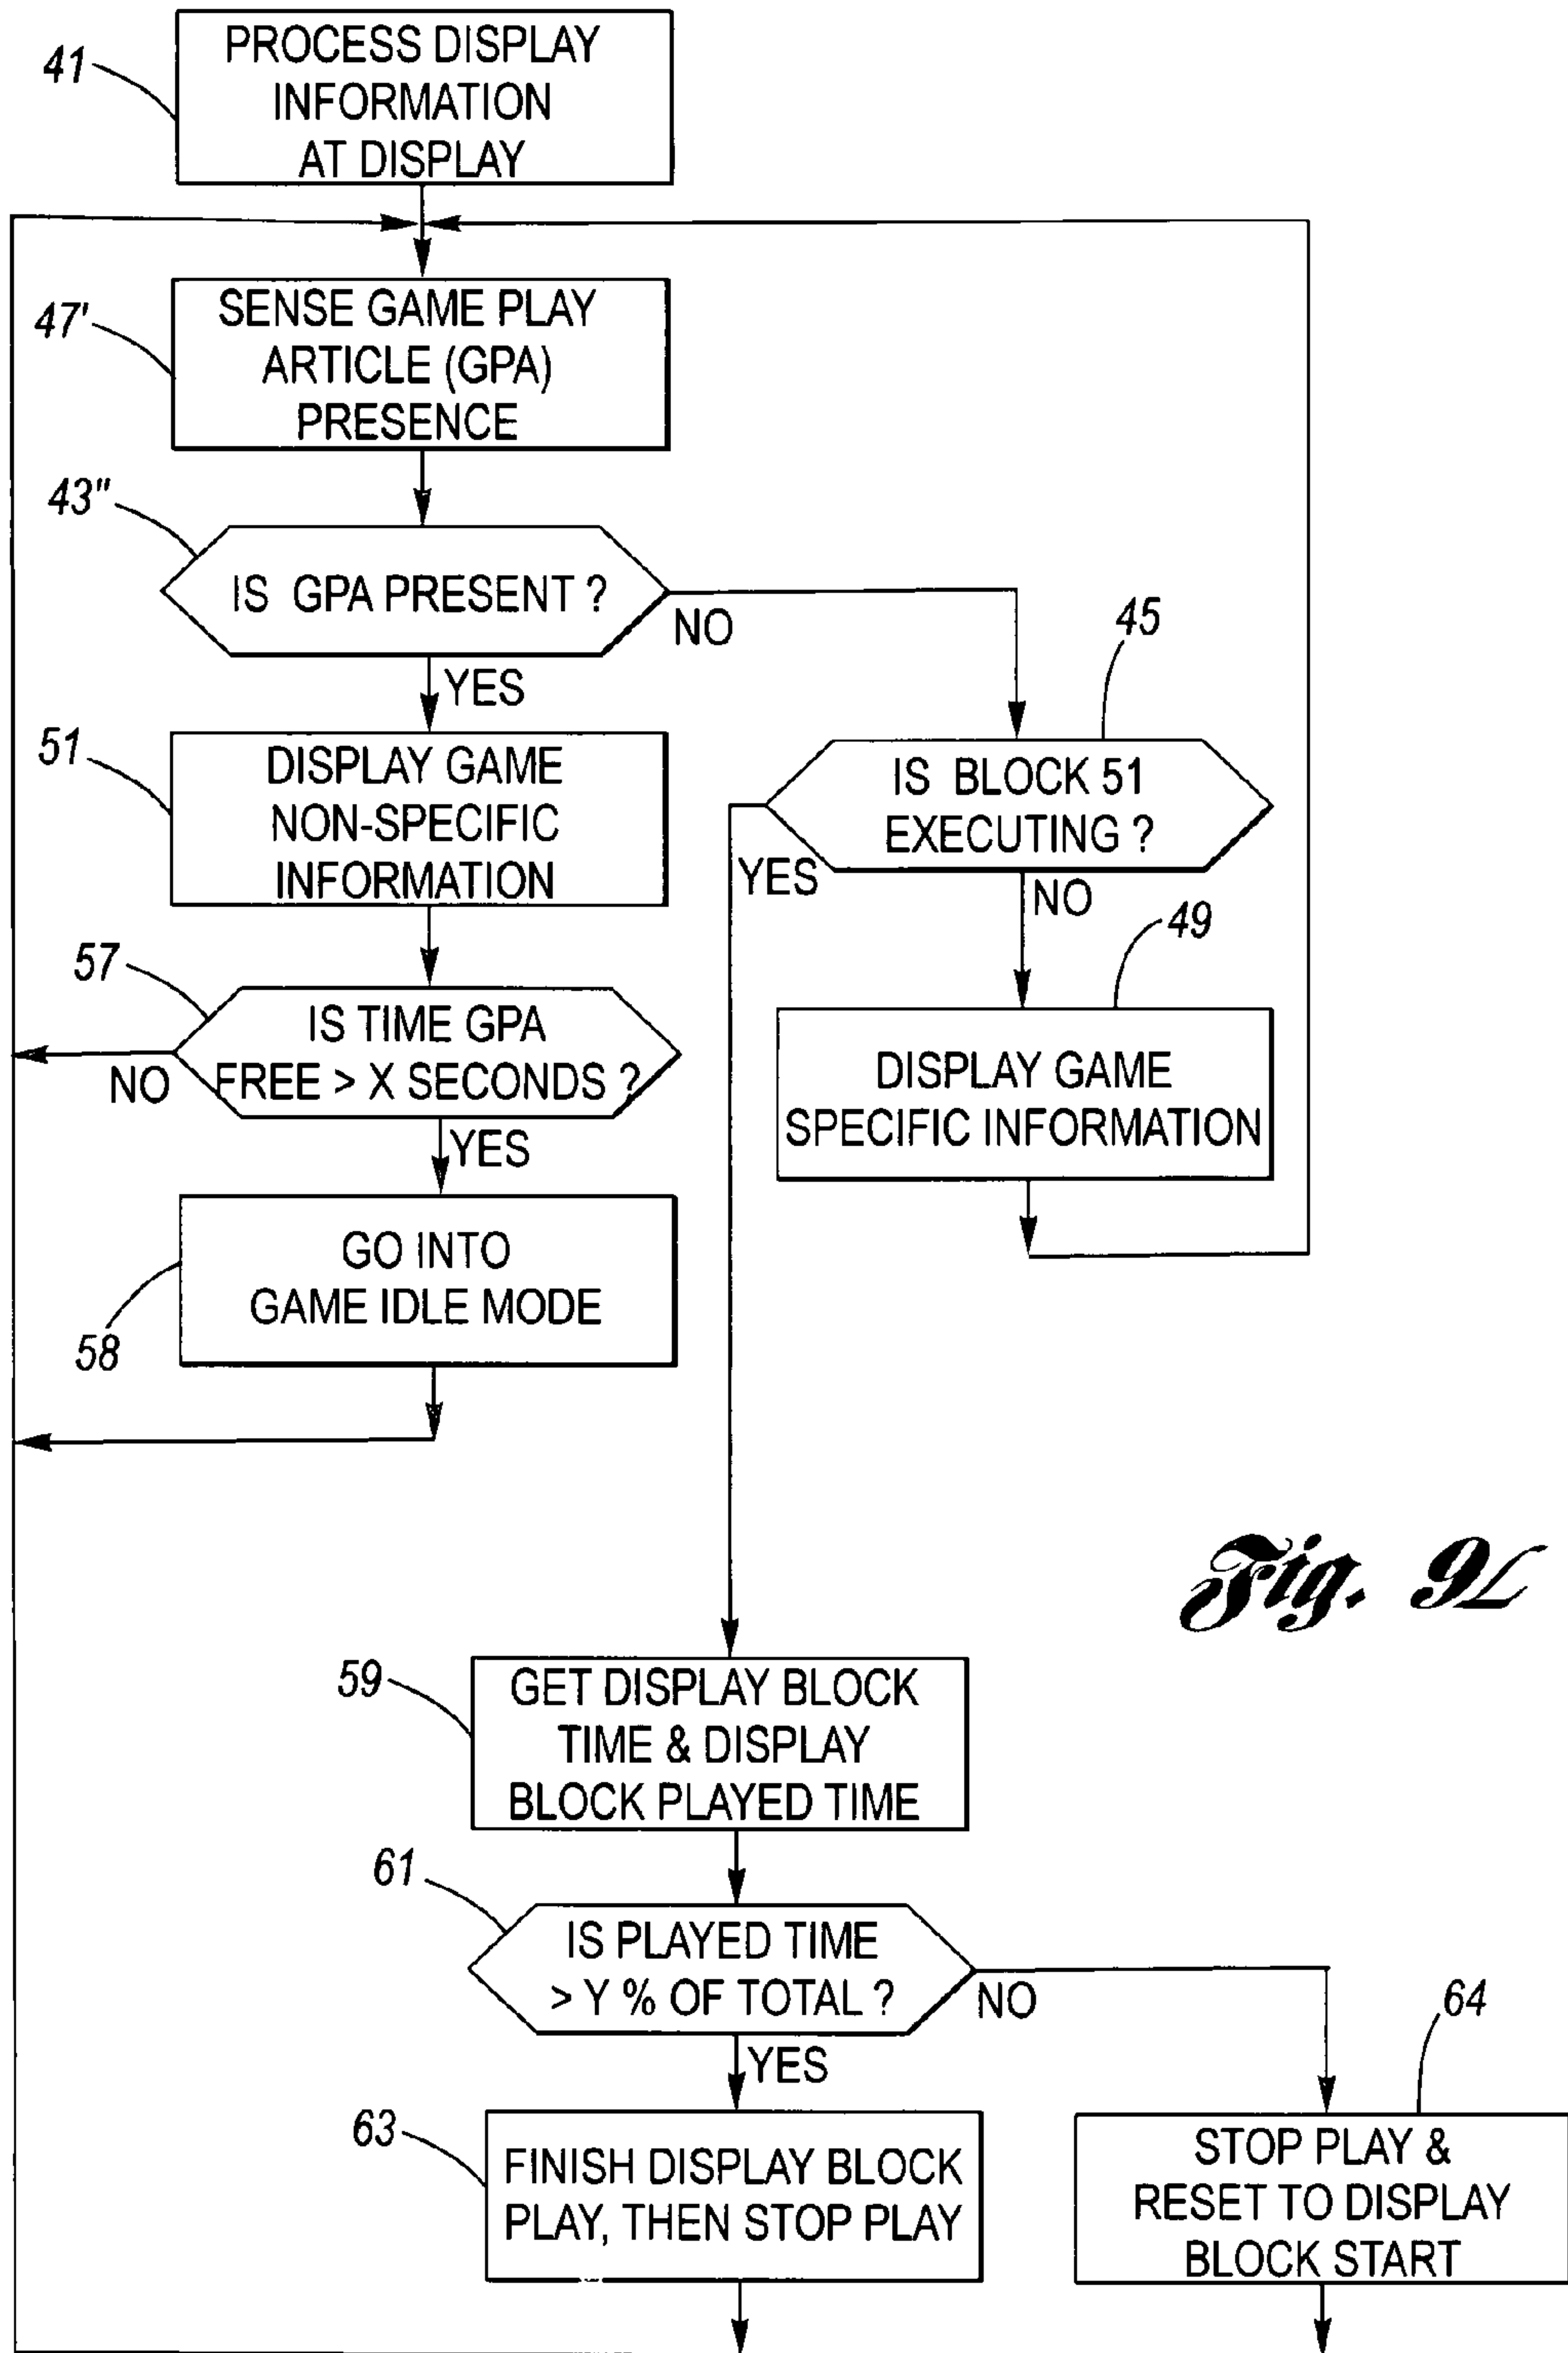 41
PROCESS DISPLAY
INFORMATION
AT DISPLAY
47'
SENSE GAME PLAY
ARTICLE (GPA)
PRESENCE
43"
IS GPA PRESENT ?
NO
YES
45
IS BLOCK 51
EXECUTING ?
YES
NO
51
DISPLAY GAME
NON-SPECIFIC
INFORMATION
49
DISPLAY GAME
SPECIFIC INFORMATION
57
IS TIME GPA
FREE > X SECONDS ?
NO
YES
GO INTO
GAME IDLE MODE
58
Fig. 9L
59
GET DISPLAY BLOCK
TIME & DISPLAY
BLOCK PLAYED TIME
61
IS PLAYED TIME
> Y % OF TOTAL ?
NO
YES
63
FINISH DISPLAY BLOCK
PLAY, THEN STOP PLAY
64
STOP PLAY &
RESET TO DISPLAY
BLOCK START